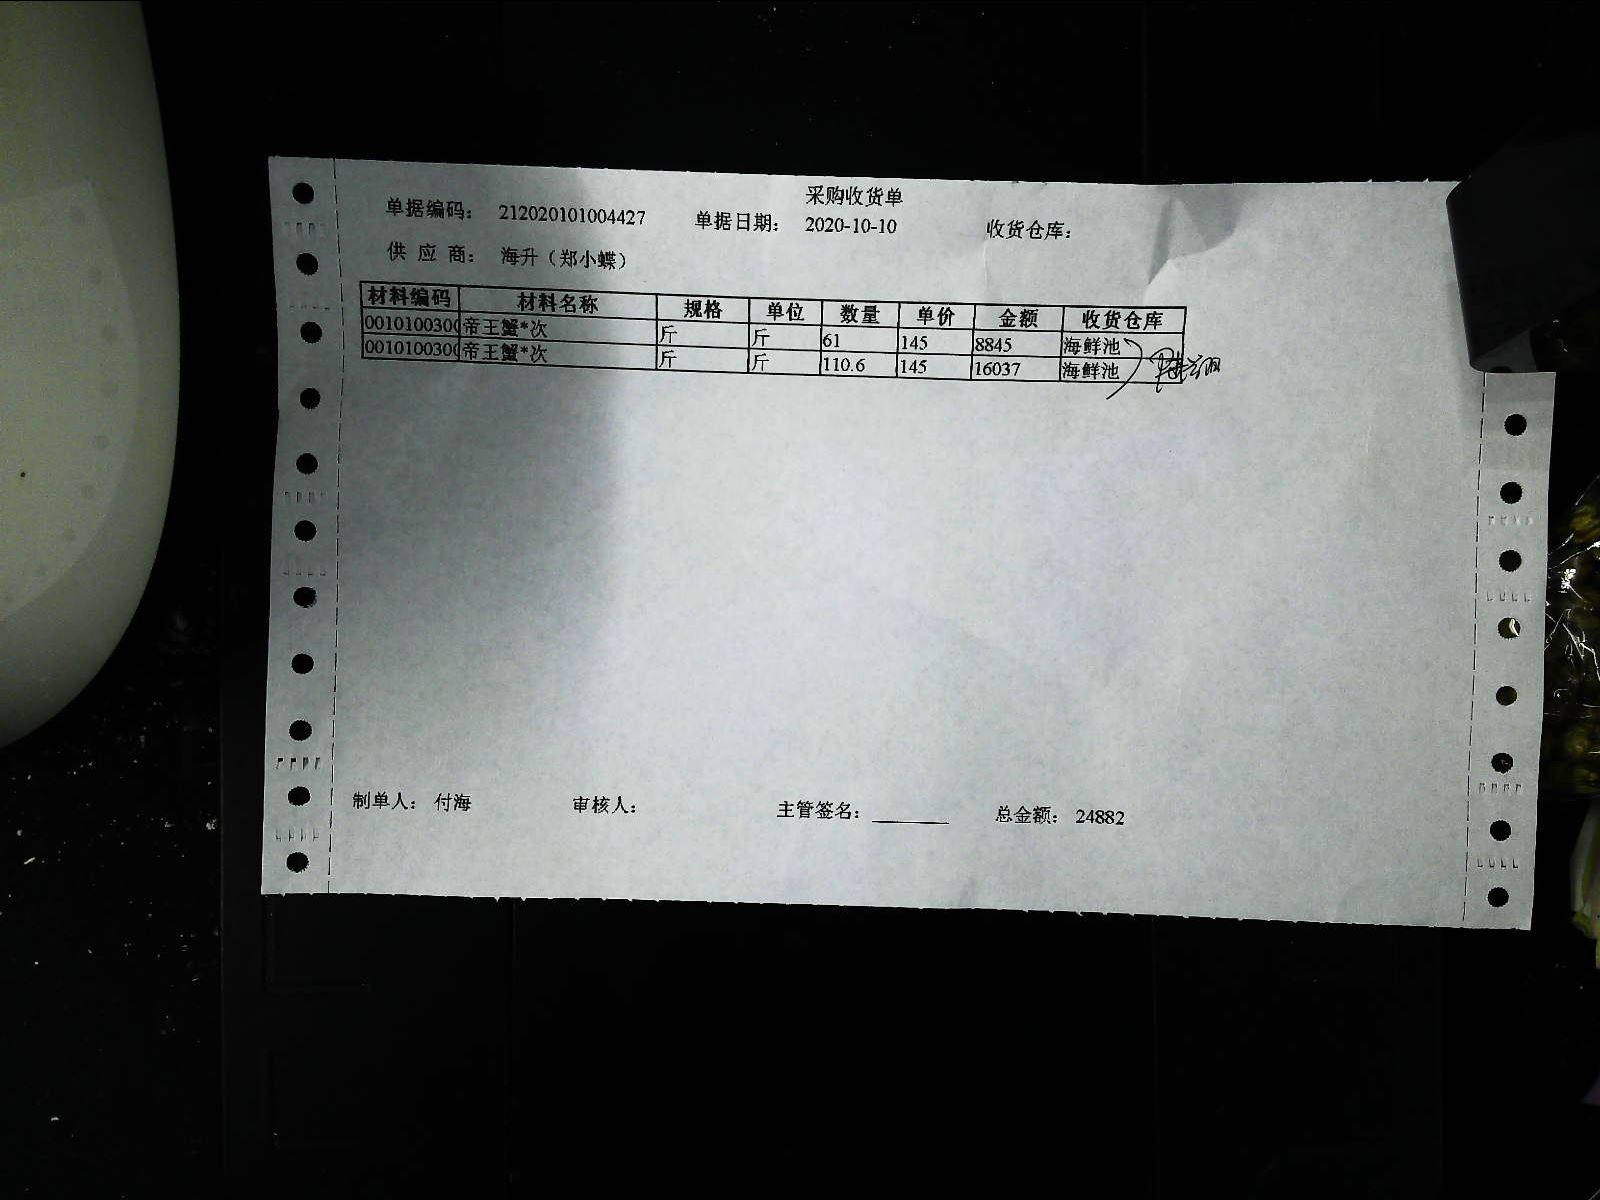 采购收货单
单据编码： 212020101004427 单据日期： 2020-10-10 收货仓库：
供 应 商： 海升（郑小蝶）
材料编码 材料名称 规格 单位 数量 单价 金额 收货仓库
0010100300 帝王蟹*次 斤 斤 61 145 8845 海鲜池
0010100300 帝王蟹*次 斤 斤 110.6 145 16037 海鲜池
制单人： 付海 审核人： 主管签名： 总金额： 24882